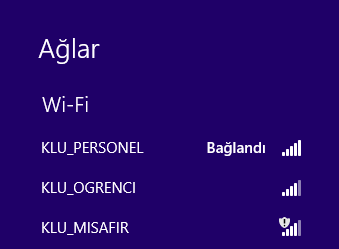 Ağlar
Wi-Fi
KLU_PERSONEL Bağlandı
KLU_OGRENCI
KLU_MISAFIR